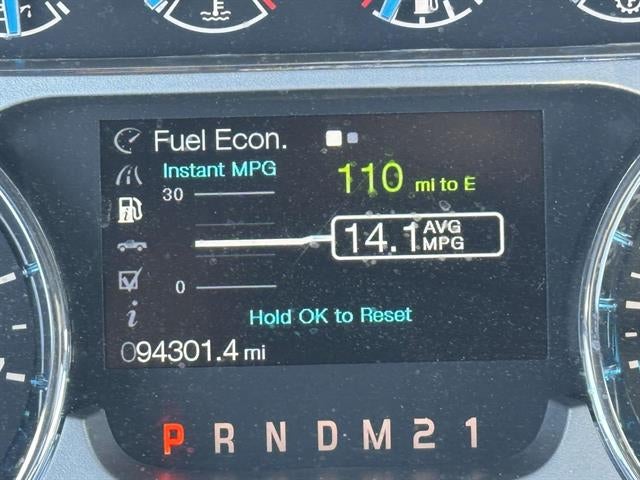 Fuel Econ.
Instant MPG
30
110 mi to E
14.1 AVG MPG
0
Hold OK to Reset
094301.4 mi
P R N D M 2 1